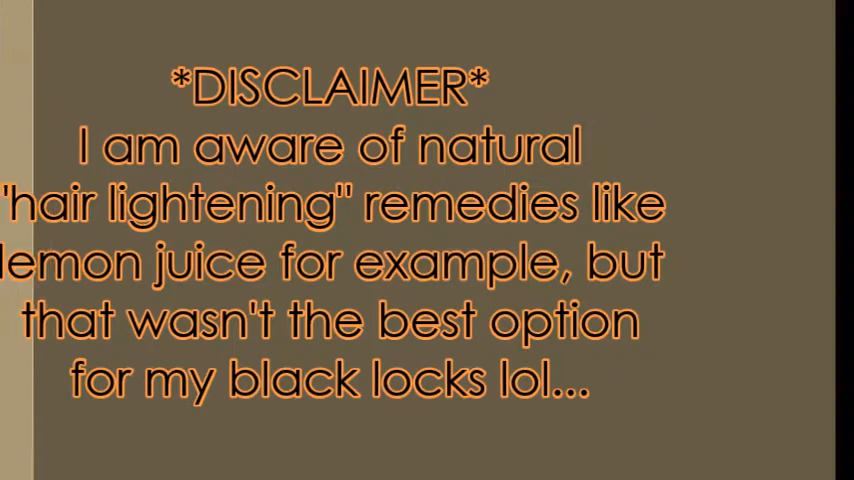 *DISCLAIMER*
I am aware of natural
"hair lightening" remedies like
lemon juice for example, but
that wasn't the best option
for my black locks lol...